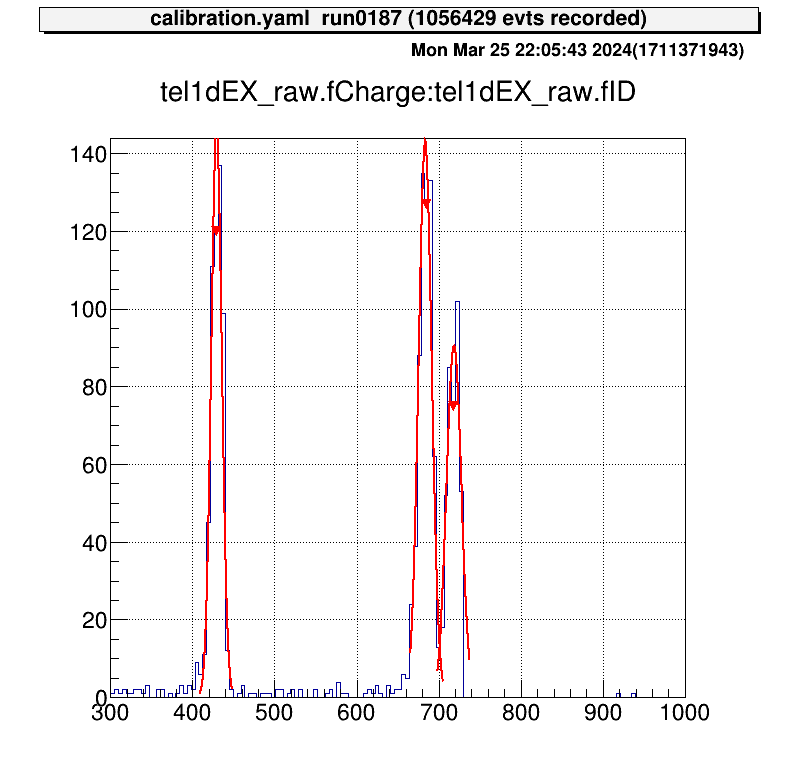 calibration.yaml run0187 (1056429 evts recorded)
Mon Mar 25 22:05:43 2024(1711371943)
tel1dEX_raw.fCharge:tel1dEX_raw.fID
140
120
100
80
60
40
20
0
300 400 500 600 700 800 900 1000